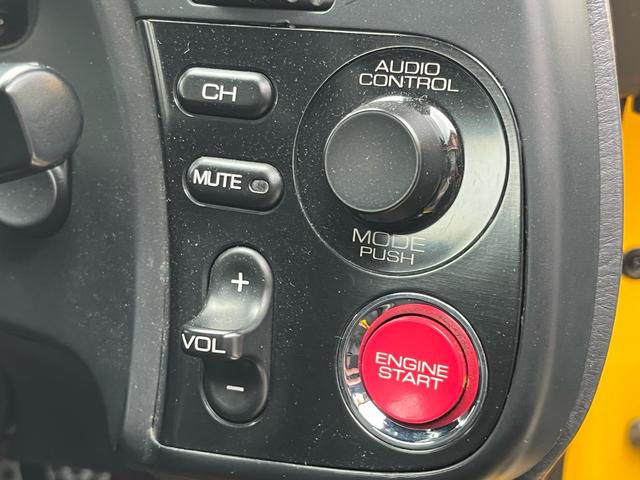 CH
AUDIO
CONTROL
MUTE
MODE
PUSH
+
VOL
-
ENGINE
START